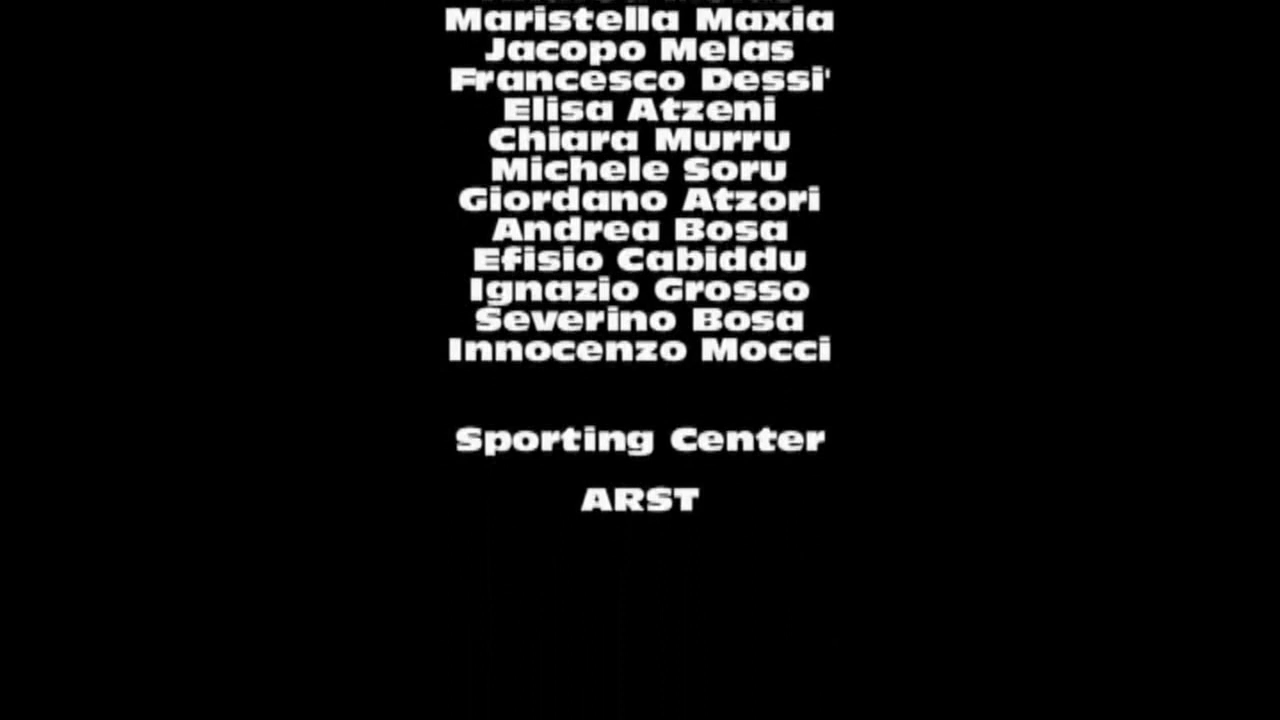 Maristella Maxia
Jacopo Melas
Francesco Dessi'
Elisa Atzeni
Chiara Murru
Michele Soru
Giordano Atzori
Andrea Bosa
Efisio Cabiddu
Ignazio Grosso
Severino Bosa
Innocenzo Mocci
Sporting Center
ARST